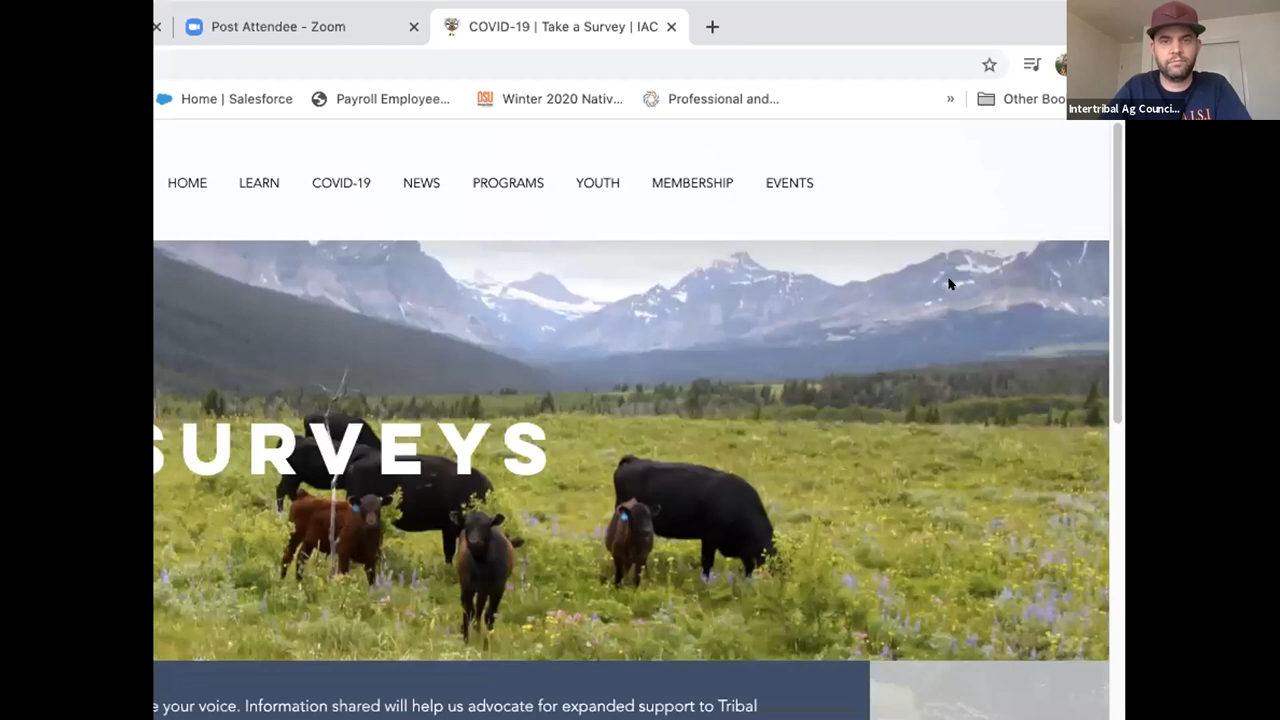 Post Attendee - Zoom
COVID-19 | Take a Survey | IAC
Home | Salesforce
Payroll Employee...
OSU
Winter 2020 Nativ...
Professional and...
»
Other Boo
Intertribal Ag Counci...
HOME
LEARN
COVID-19
NEWS
PROGRAMS
YOUTH
MEMBERSHIP
EVENTS
SURVEYS
e your voice. Information shared will help us advocate for expanded support to Tribal